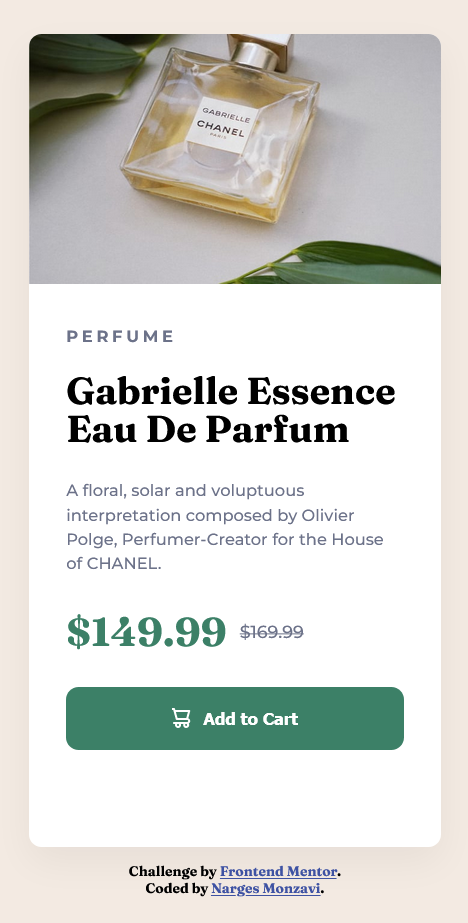 GABRIELLE
CHANEL
PARIS
PERFUME
Gabrielle Essence
Eau De Parfum
A floral, solar and voluptuous
interpretation composed by Olivier
Polge, Perfumer-Creator for the House
of CHANEL.
$149.99 $169.99
Add to Cart
Challenge by Frontend Mentor.
Coded by Narges Monzavi.